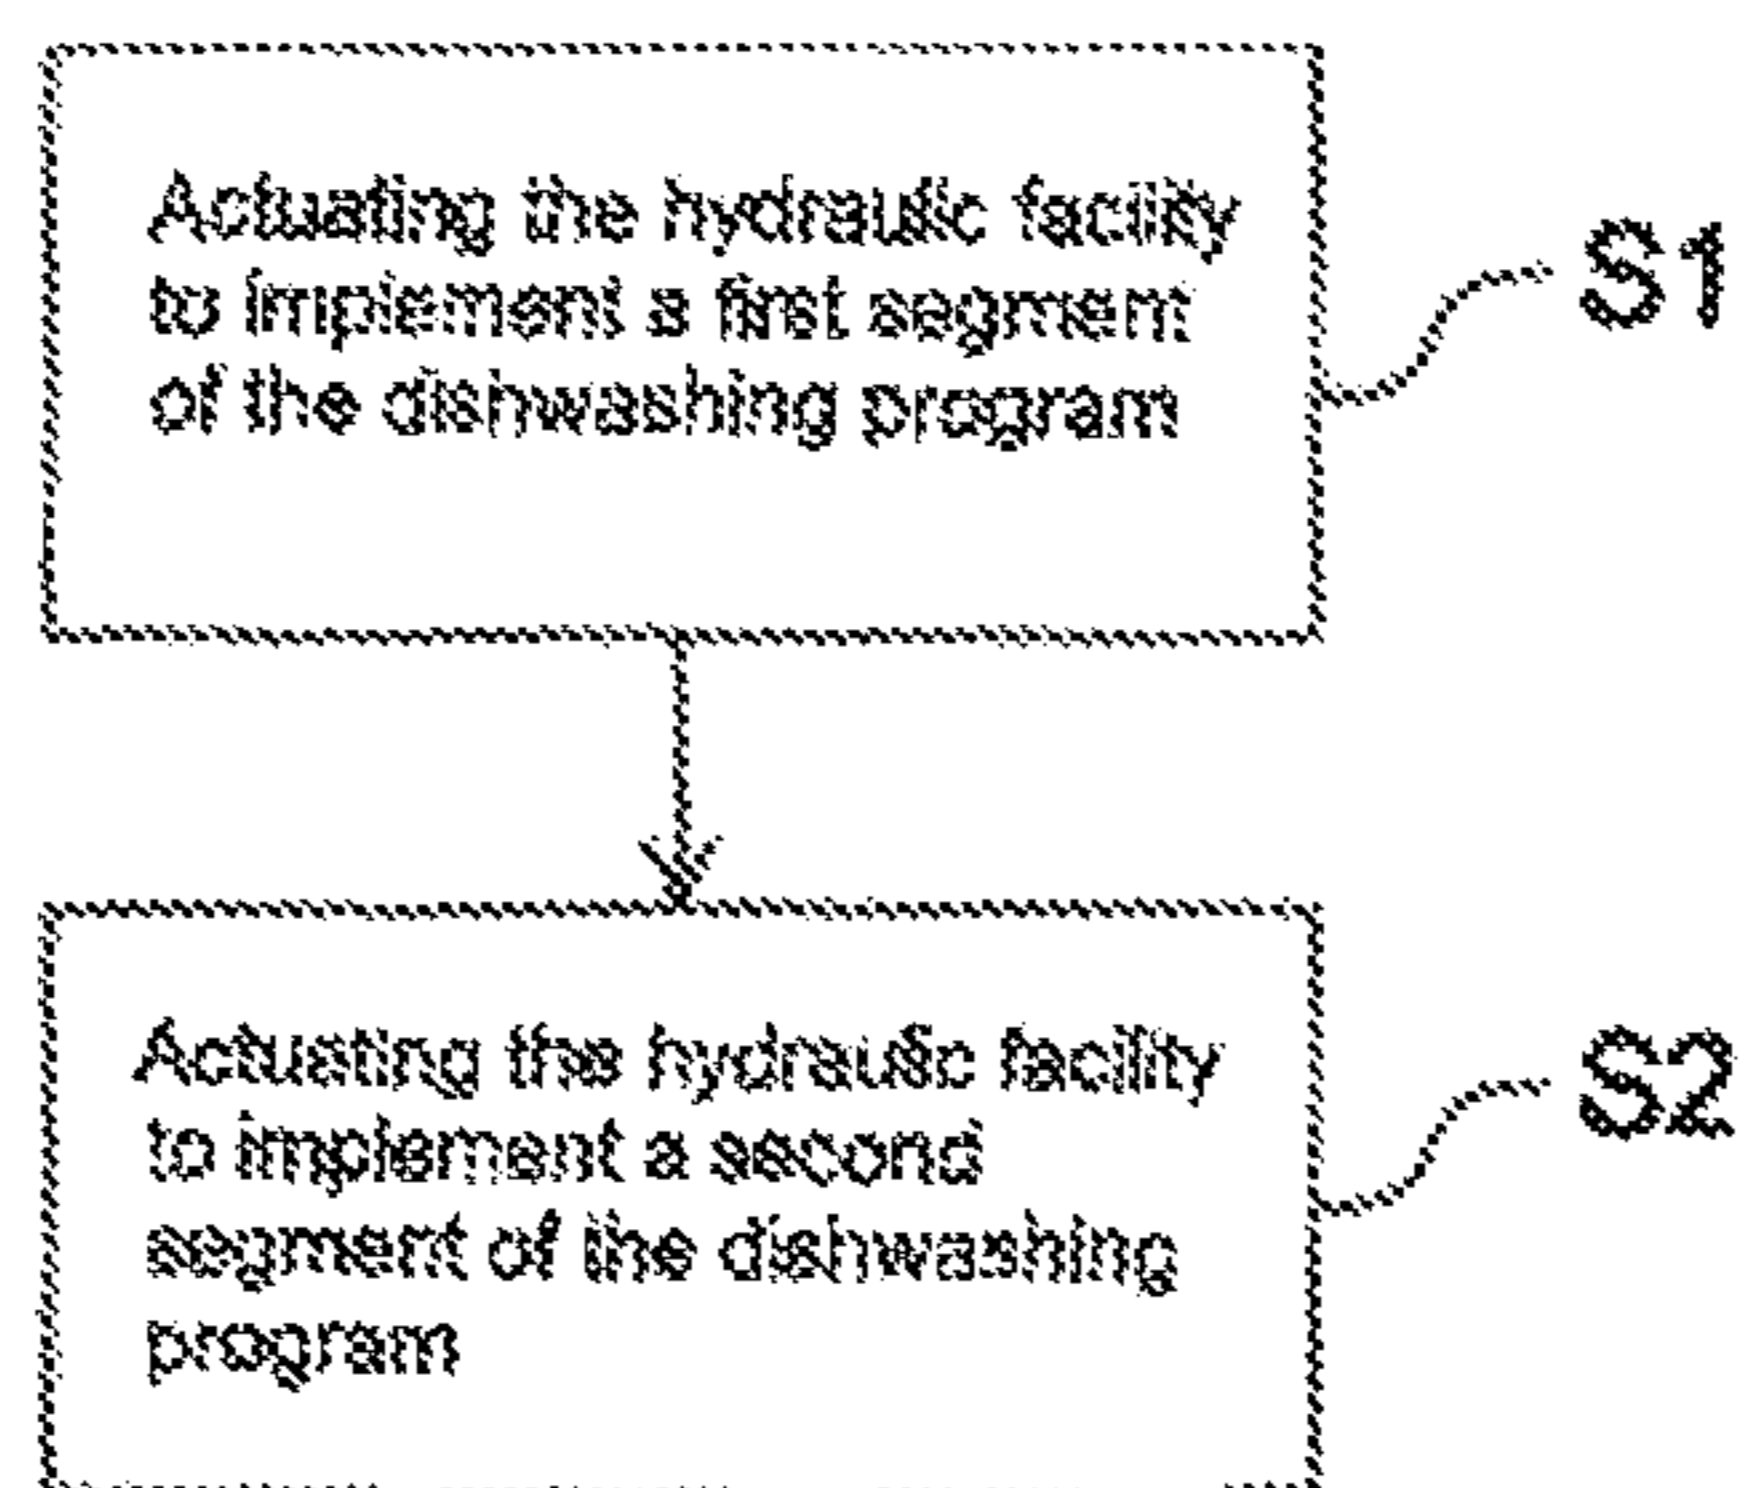 Actuating the hydraulic facility
to implement a first segment
of the dishwashing program
S1
Actuating the hydraulic facility
to implement a second
segment of the dishwashing
program
S2